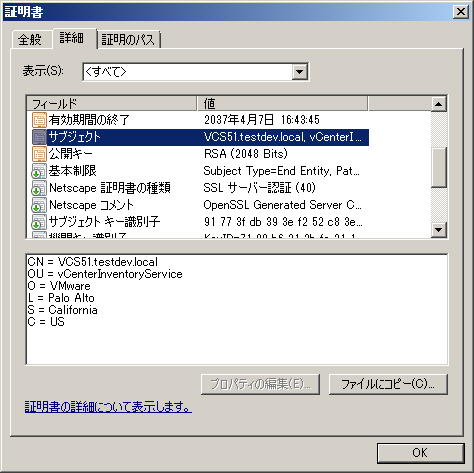 証明書
全般 詳細 証明のパス
表示(S): <すべて>
フィールド 値
有効期間の終了 2037年4月7日 16:43:45
サブジェクト VCS51.testdev.local, vCenterI...
公開キー RSA (2048 Bits)
基本制限 Subject Type=End Entity, Pat...
Netscape 証明書の種類 SSL サーバー認証 (40)
Netscape コメント OpenSSL Generated Server C...
サブジェクト キー識別子 91 77 3f db 39 3e f2 52 c8 3e...
CN = VCS51.testdev.local
OU = vCenterInventoryService
O = VMware
L = Palo Alto
S = California
C = US
プロパティの編集(E)... ファイルにコピー(C)...
証明書の詳細について表示します。
OK